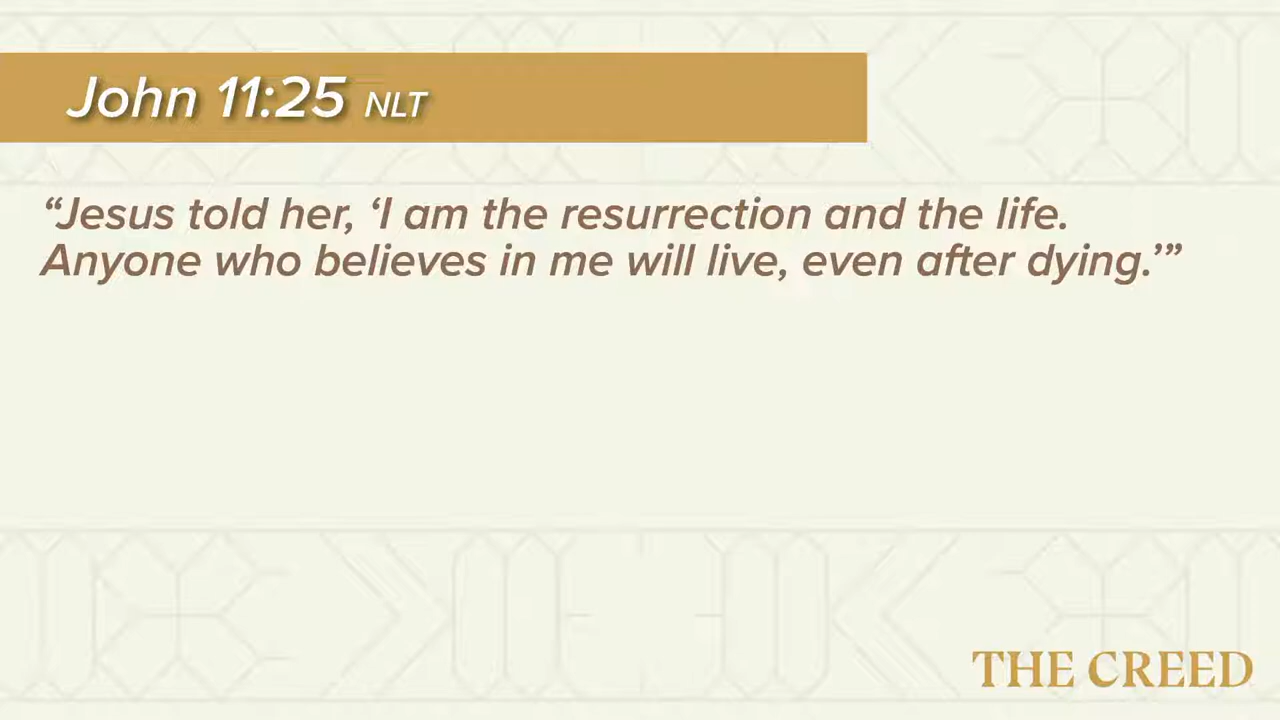 John 11:25 NLT
“Jesus told her, ‘I am the resurrection and the life.
Anyone who believes in me will live, even after dying.’”
THE CREED